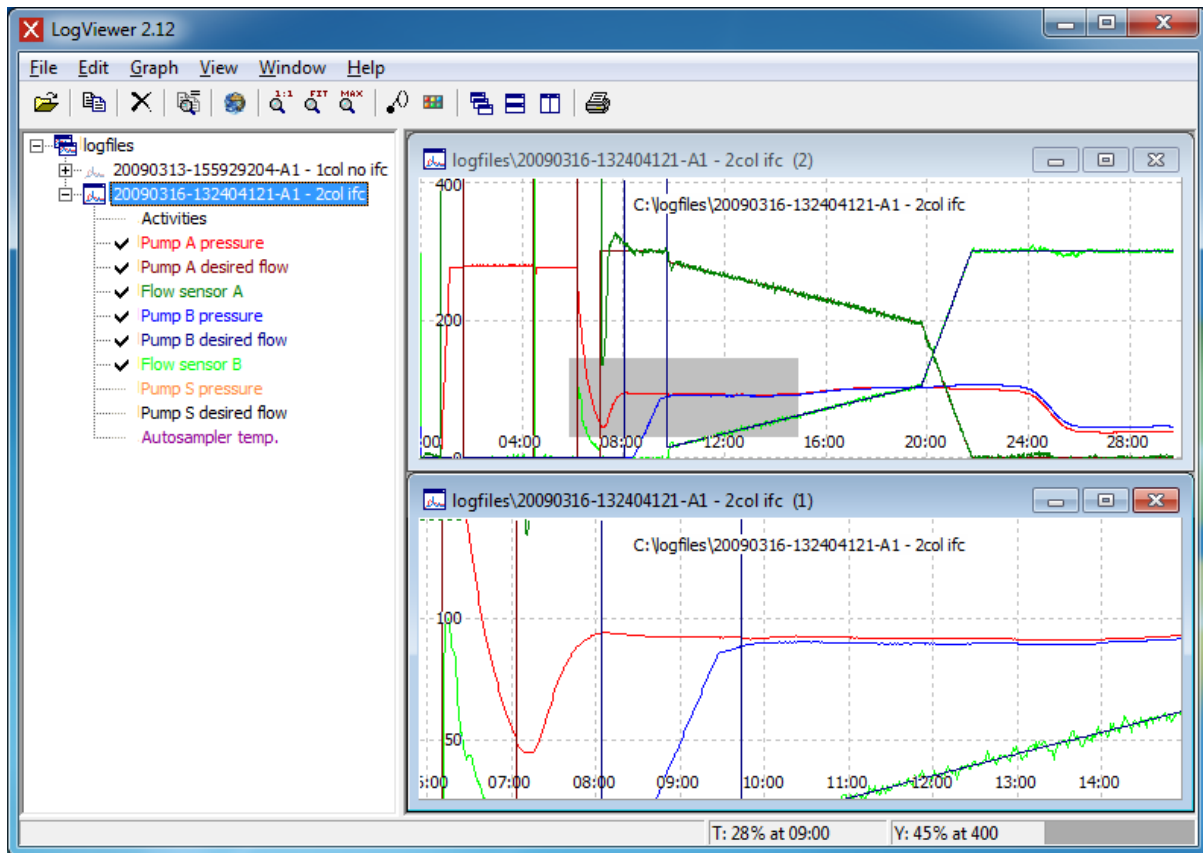 LogViewer 2.12
File Edit Graph View Window Help
1:1 FIT MAX
logfiles
20090313-155929204-A1 - 1col no ifc
20090316-132404121-A1 - 2col ifc
Activities
Pump A pressure
Pump A desired flow
Flow sensor A
Pump B pressure
Pump B desired flow
Flow sensor B
Pump S pressure
Pump S desired flow
Autosampler temp.
logfiles\20090316-132404121-A1 - 2col ifc (2)
400
C:\logfiles\20090316-132404121-A1 - 2col ifc
200
0
:00 04:00 08:00 12:00 16:00 20:00 24:00 28:00
logfiles\20090316-132404121-A1 - 2col ifc (1)
C:\logfiles\20090316-132404121-A1 - 2col ifc
100
50
:00 07:00 08:00 09:00 10:00 11:00 12:00 13:00 14:00
T: 28% at 09:00 Y: 45% at 400